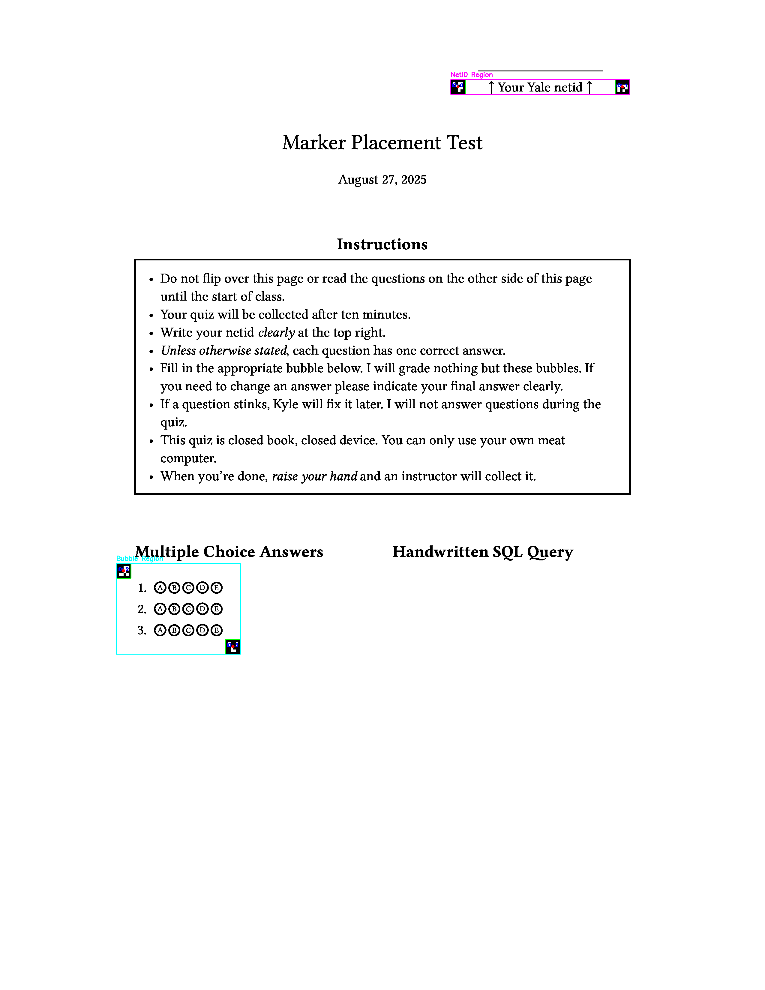 NetID Region
↑ Your Yale netid ↑
Marker Placement Test
August 27, 2025
Instructions
• Do not flip over this page or read the questions on the other side of this page
until the start of class.
• Your quiz will be collected after ten minutes.
• Write your netid clearly at the top right.
• Unless otherwise stated, each question has one correct answer.
• Fill in the appropriate bubble below. I will grade nothing but these bubbles. If
you need to change an answer please indicate your final answer clearly.
• If a question stinks, Kyle will fix it later. I will not answer questions during the
quiz.
• This quiz is closed book, closed device. You can only use your own meat
computer.
• When you're done, raise your hand and an instructor will collect it.
Multiple Choice Answers
Bubble Region
1. A B C D E
2. A B C D E
3. A B C D E
Handwritten SQL Query